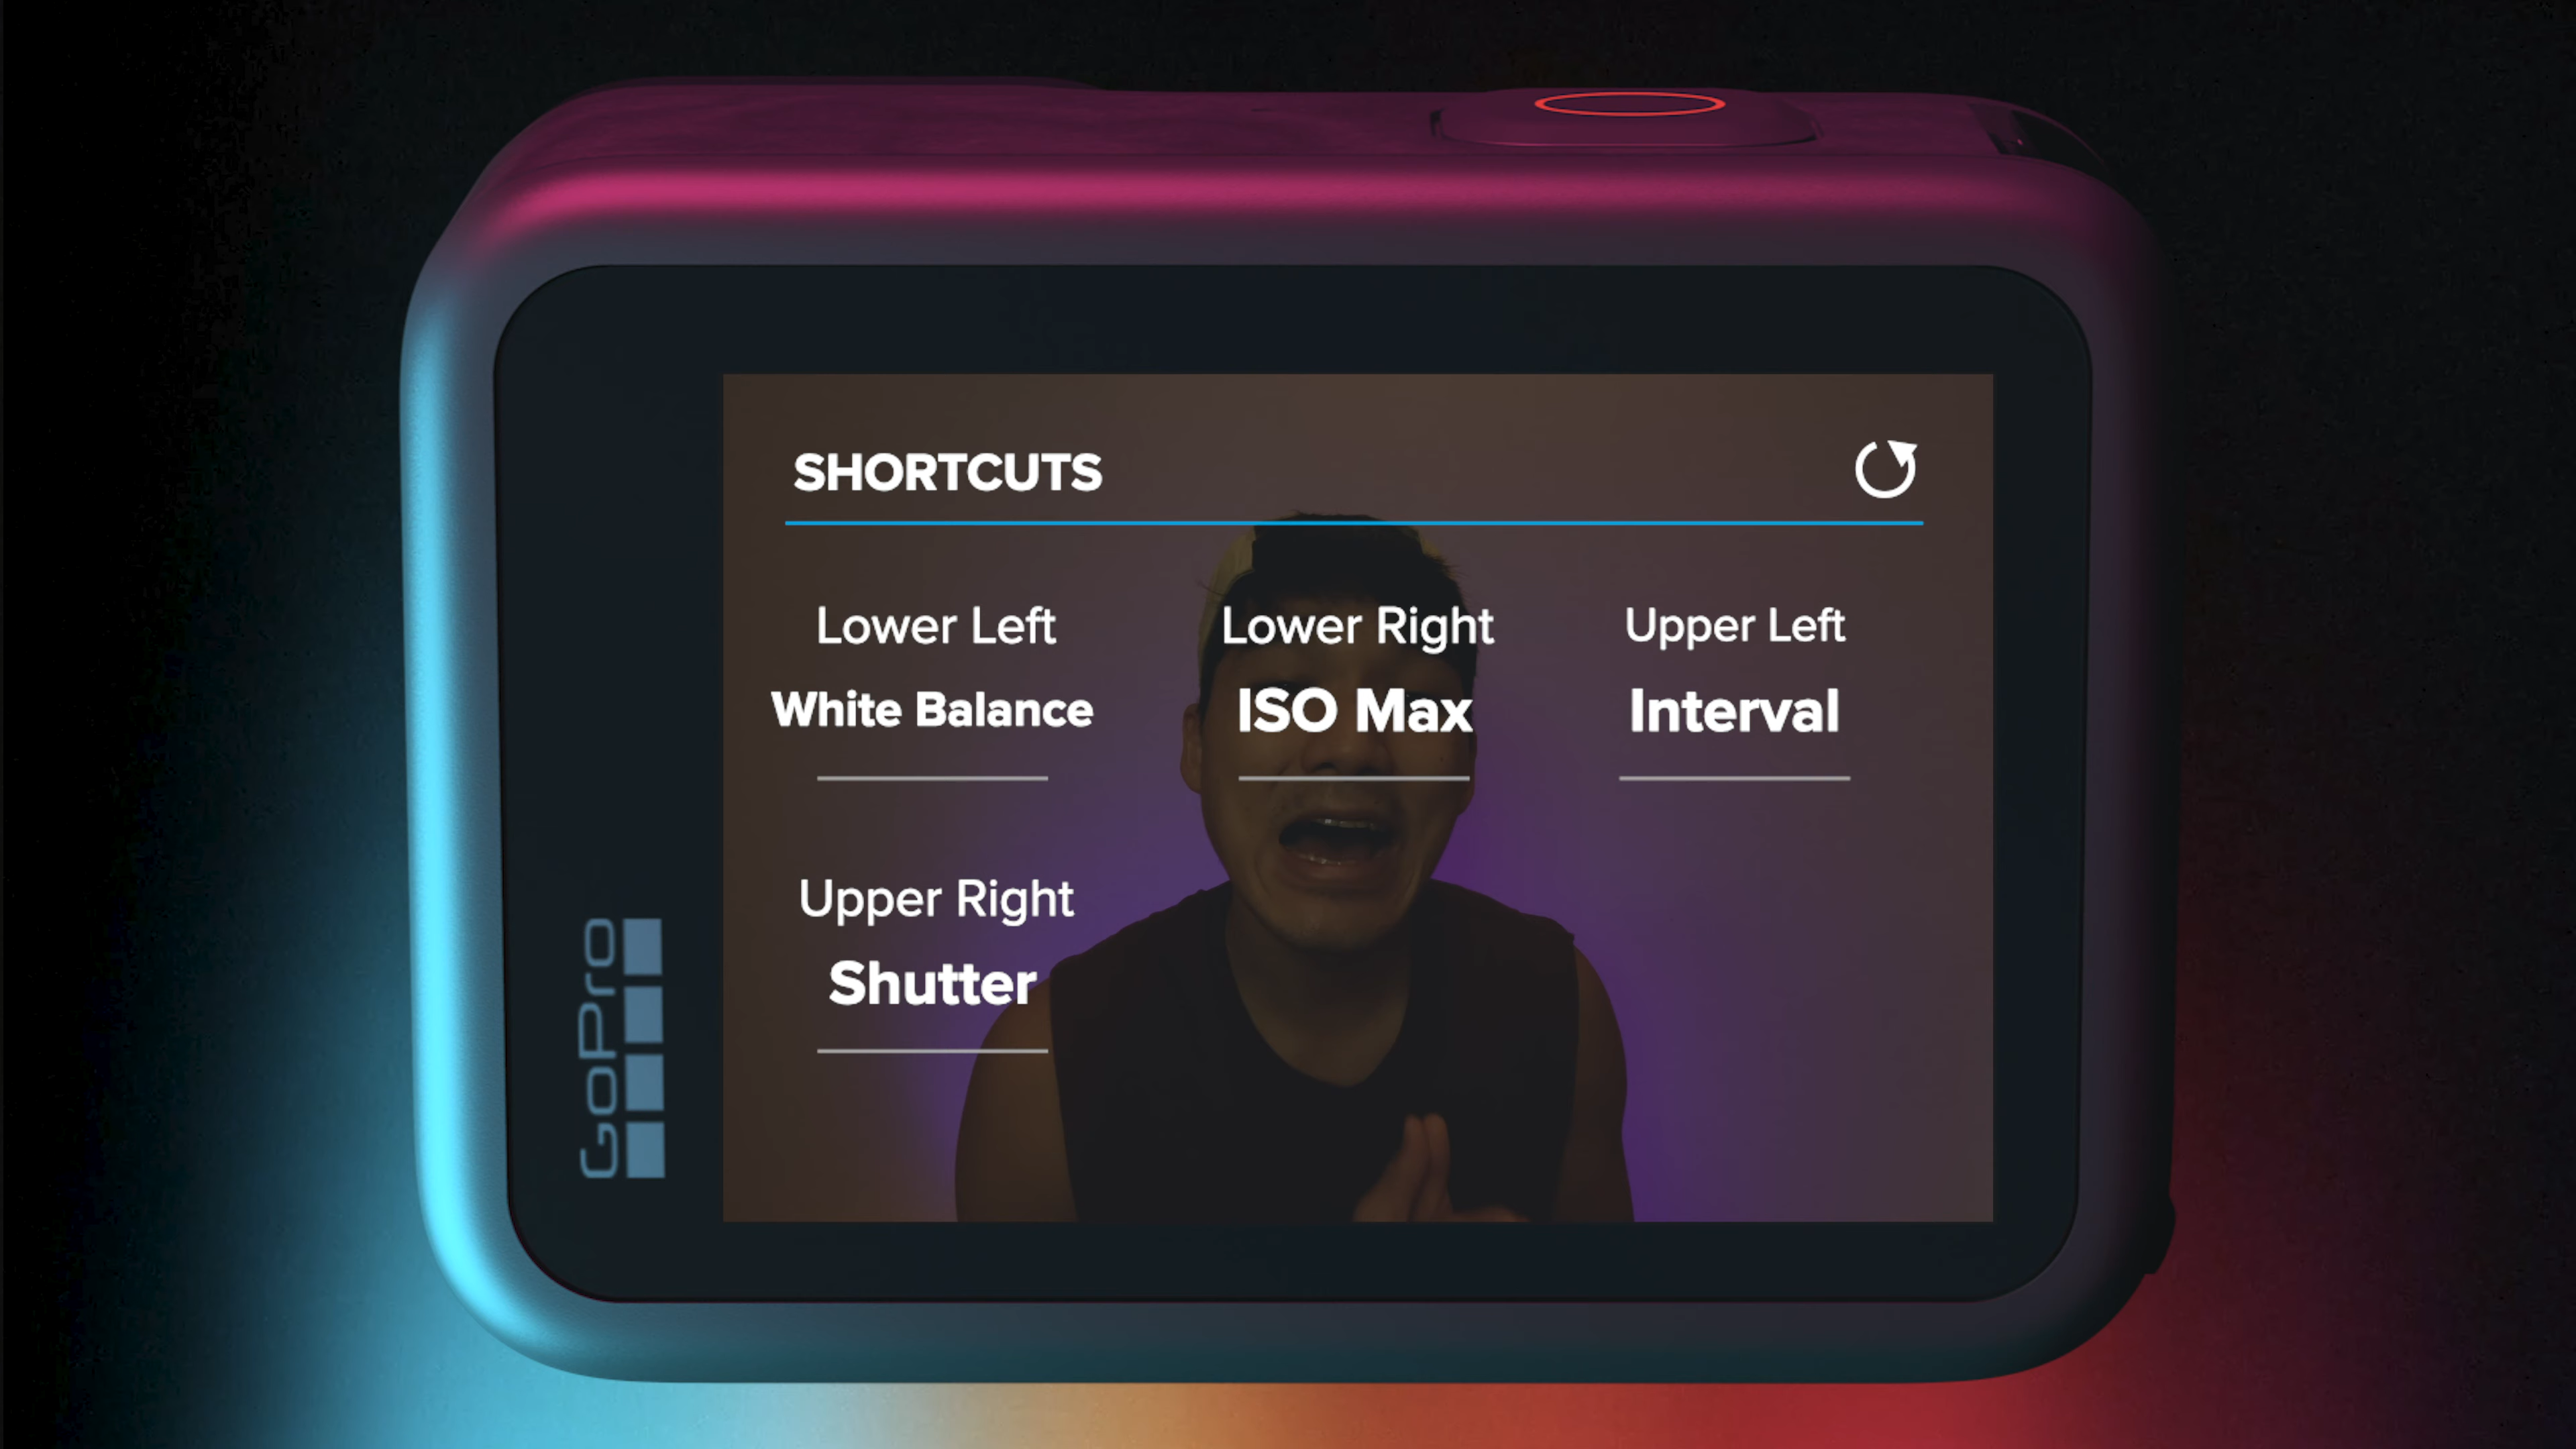 SHORTCUTS
Lower Left
Lower Right
Upper Left
White Balance
ISO Max
Interval
Upper Right
Shutter
GoPro